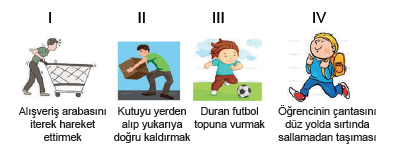 I II III IV
Alışveriş arabasını
iterek hareket
ettirmek
Kutuyu yerden
alıp yukarıya
doğru kaldırmak
Duran futbol
topuna vurmak
Öğrencinin çantasını
düz yolda sırtında
sallamadan taşıması